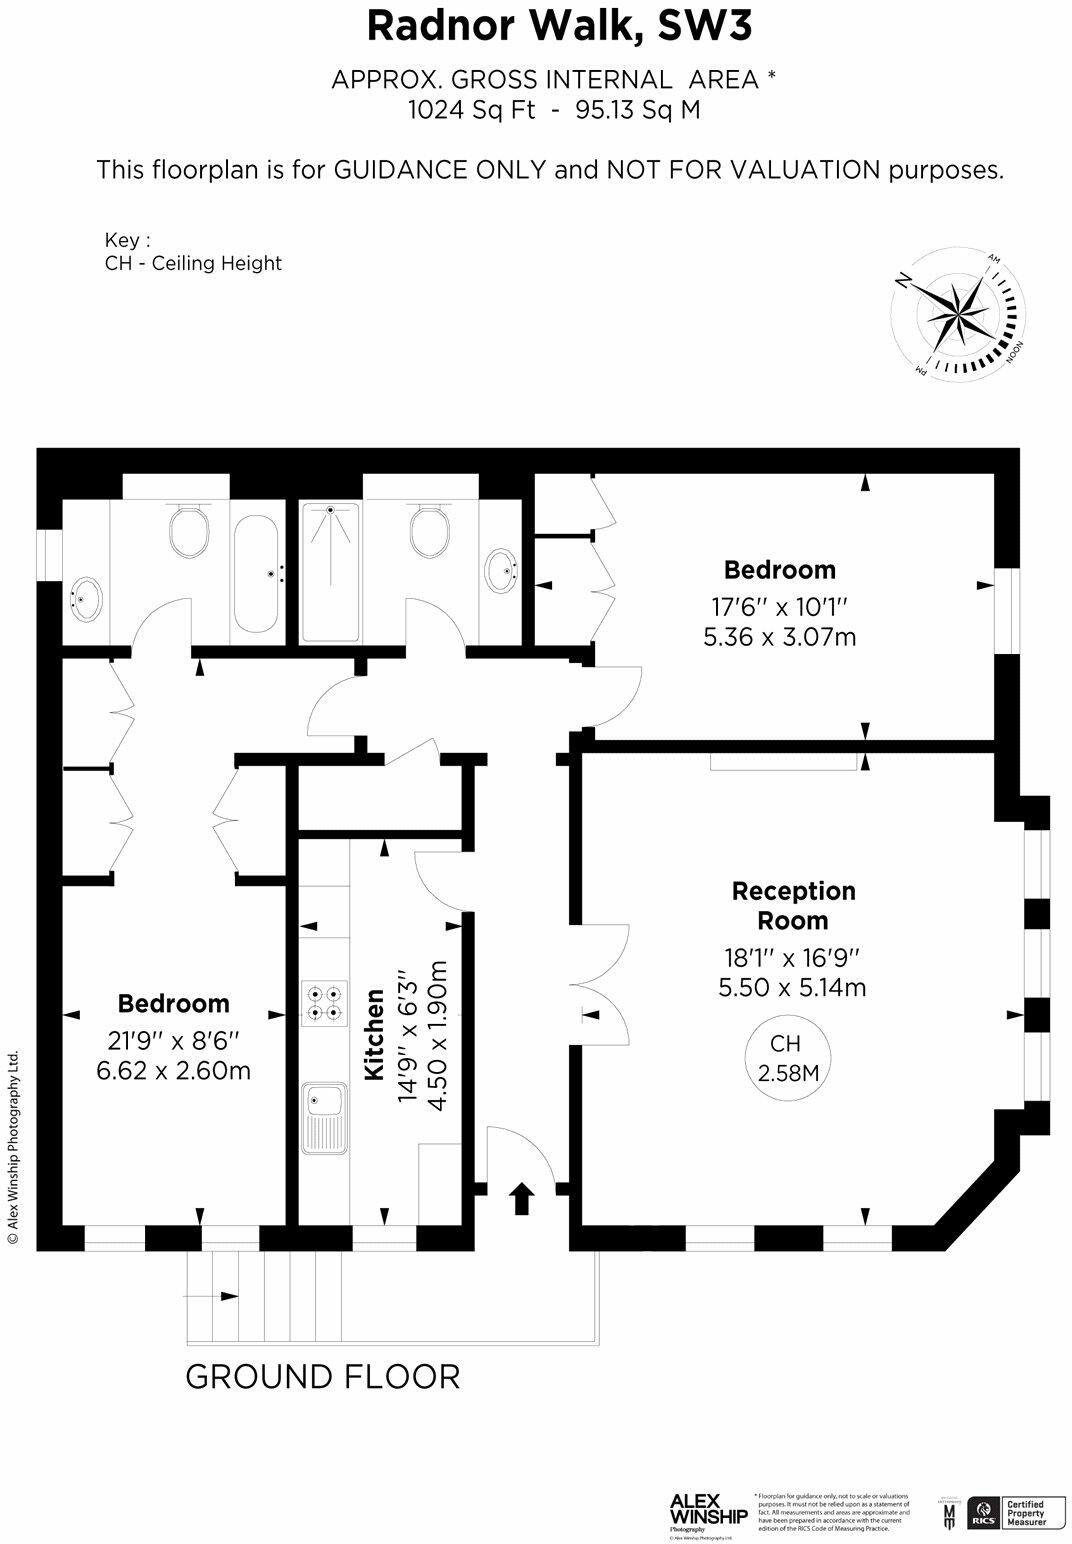 Radnor Walk, SW3
APPROX. GROSS INTERNAL AREA *
1024 Sq Ft - 95.13 Sq M
This floorplan is for GUIDANCE ONLY and NOT FOR VALUATION purposes.
Key :
CH - Ceiling Height
N
AM
NOON
PM
Bedroom
17'6'' x 10'1''
5.36 x 3.07m
Reception
Room
18'1'' x 16'9''
5.50 x 5.14m
CH
2.58M
Bedroom
21'9'' x 8'6''
6.62 x 2.60m
Kitchen
14'9'' x 6'3''
4.50 x 1.90m
© Alex Winship Photography Ltd.
GROUND FLOOR
ALEX
WINSHIP
Photography
© Alex Winship Photography Ltd.
* Floorplan for guidance only, not to scale or valuations
purposes. It must not be relied upon as a statement of
fact. All measurements and areas are approximate and
have been prepared in accordance with the current
edition of the RICS Code of Measuring Practice.
RICS
Certified
Property
Measurer